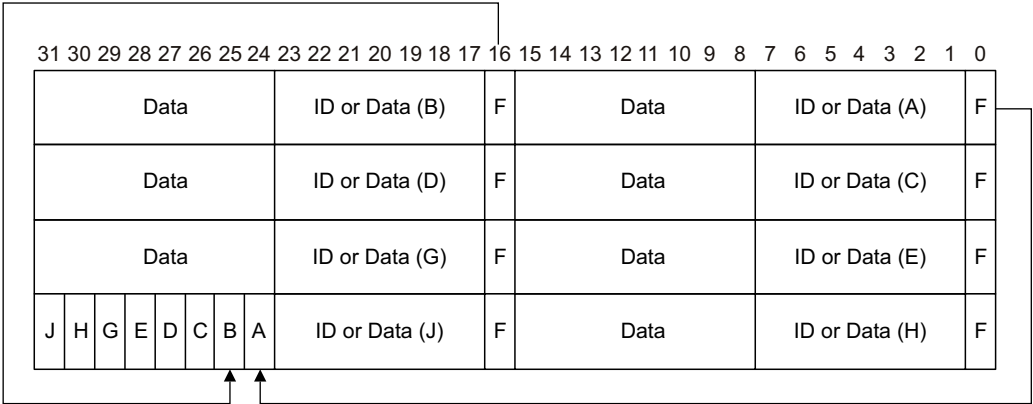 31 30 29 28 27 26 25 24 23 22 21 20 19 18 17 16 15 14 13 12 11 10 9 8 7 6 5 4 3 2 1 0
Data ID or Data (B) F Data ID or Data (A) F
Data ID or Data (D) F Data ID or Data (C) F
Data ID or Data (G) F Data ID or Data (E) F
J H G E D C B A ID or Data (J) F Data ID or Data (H) F